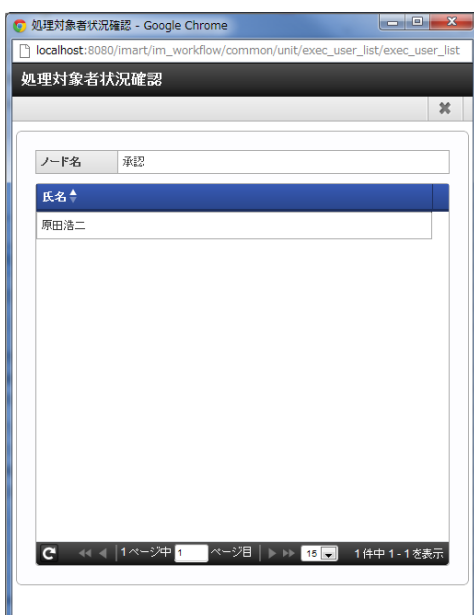 処理対象者状況確認 - Google Chrome
localhost:8080/imart/im_workflow/common/unit/exec_user_list/exec_user_list
処理対象者状況確認
ノード名 承認
氏名
原田浩二
1ページ中 1 ページ目 15 1件中 1 - 1 を表示